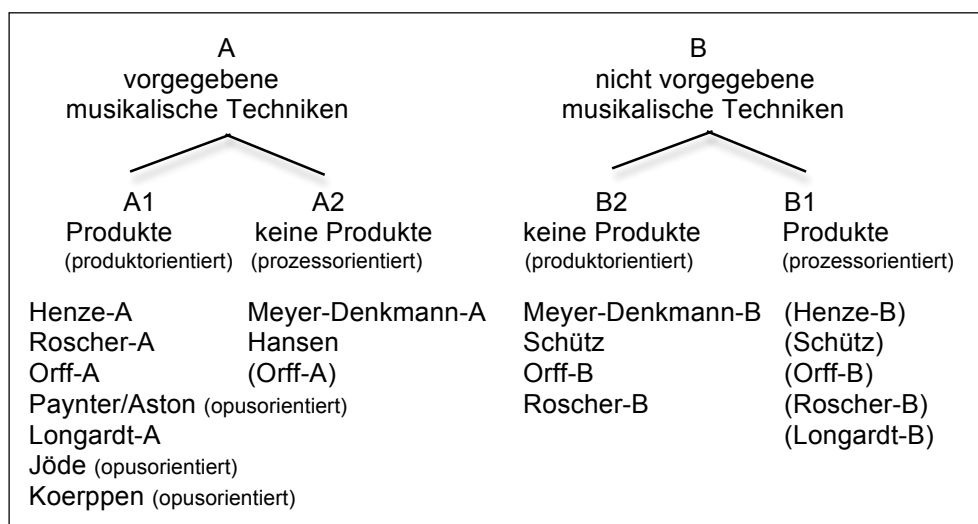 A
vorgegebene
musikalische Techniken
B
nicht vorgegebene
musikalische Techniken
A1
Produkte
(produktorientiert)
A2
keine Produkte
(prozessorientiert)
B2
keine Produkte
(produktorientiert)
B1
Produkte
(prozessorientiert)
Henze-A
Roscher-A
Orff-A
Paynter/Aston (opusorientiert)
Longardt-A
Jöde (opusorientiert)
Koerppen (opusorientiert)
Meyer-Denkmann-A
Hansen
(Orff-A)
Meyer-Denkmann-B
Schütz
Orff-B
Roscher-B
(Henze-B)
(Schütz)
(Orff-B)
(Roscher-B)
(Longardt-B)